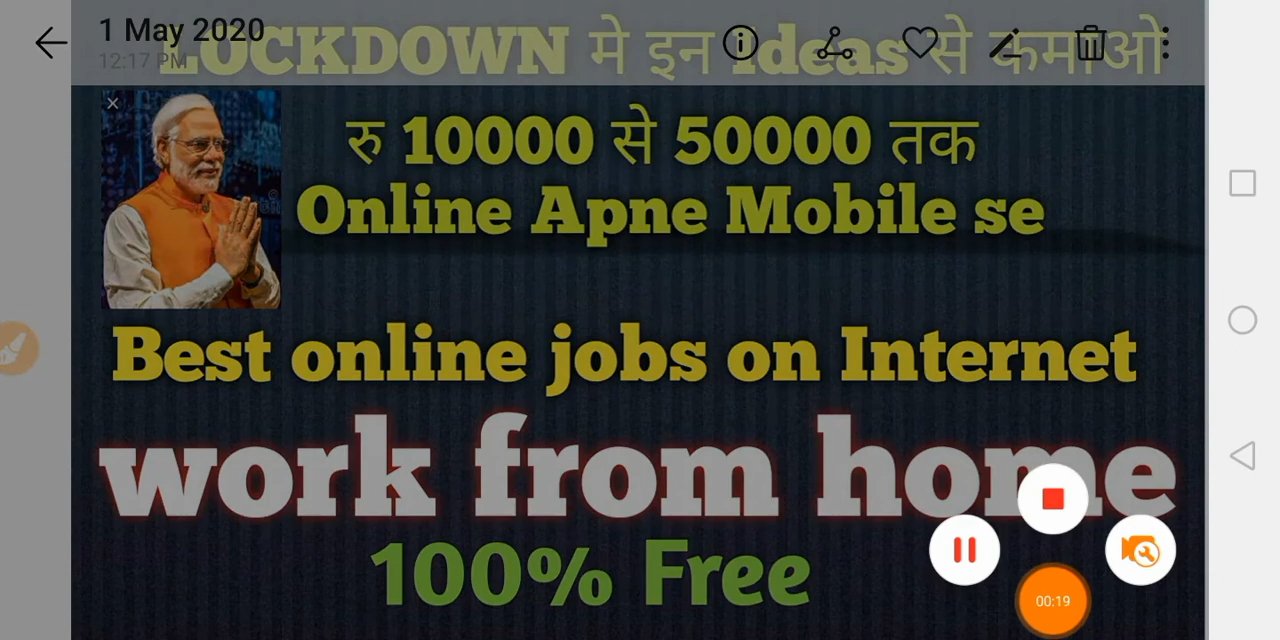 1 May 2020
12:17 PM
LOCKDOWN मे इन Ideas से कमाओ
रु 10000 से 50000 तक
Online Apne Mobile se
Best online jobs on Internet
work from home
100% Free
00:19